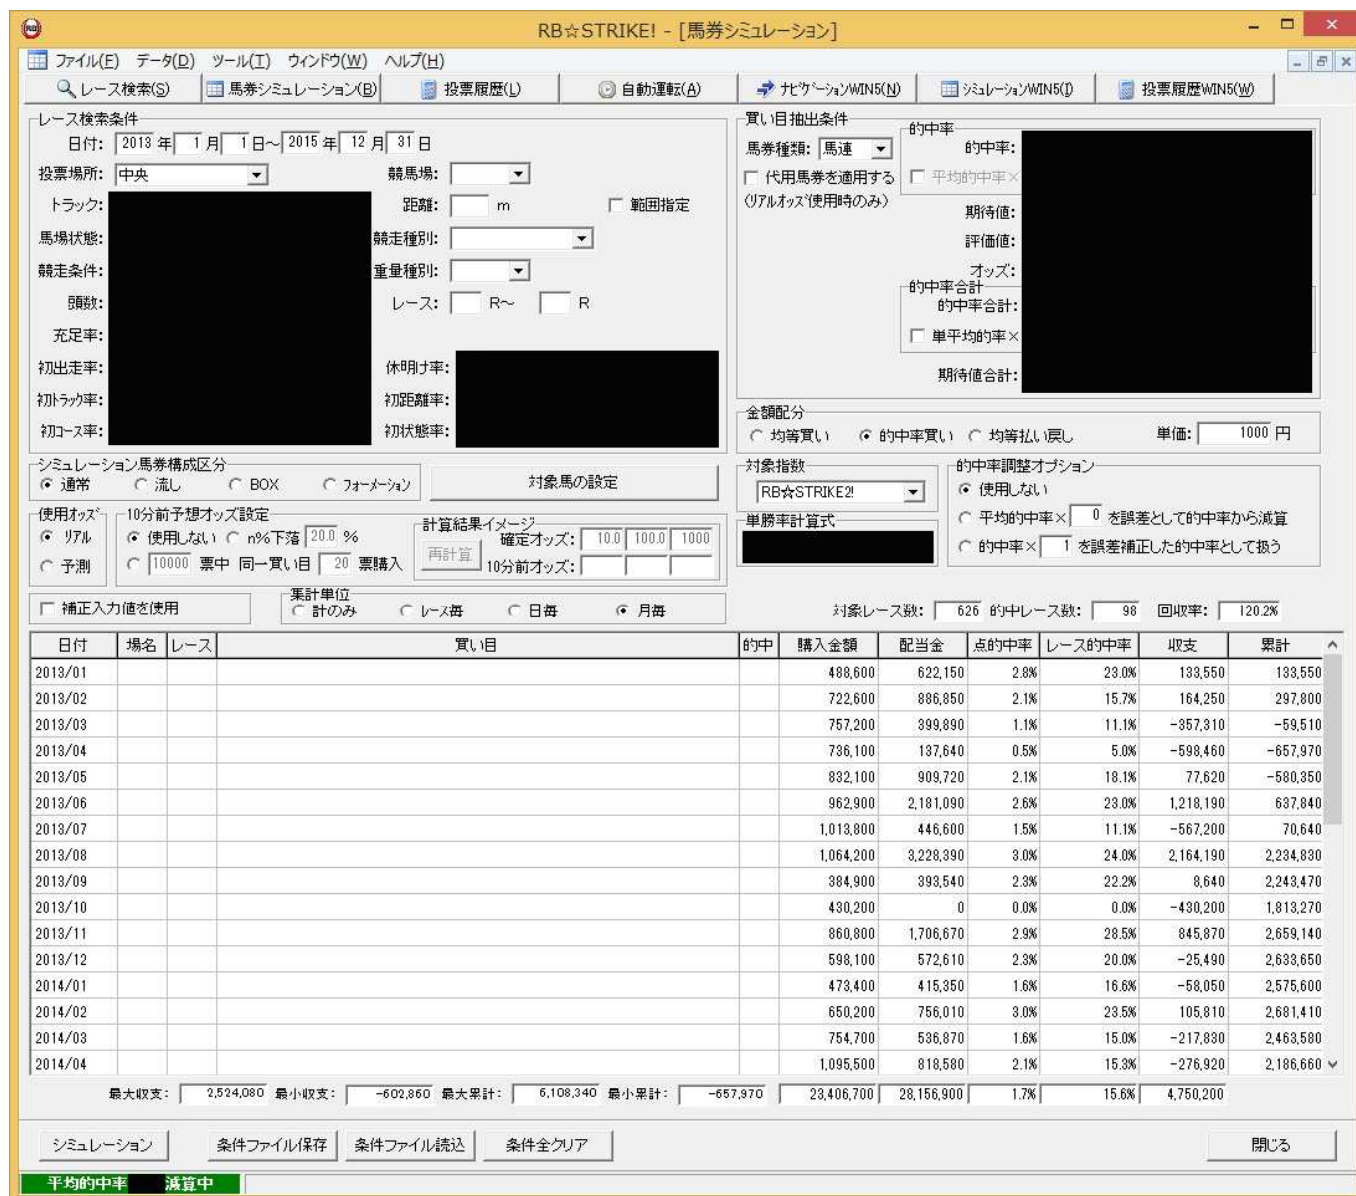 RB☆STRIKE! - [馬券シミュレーション]
ファイル(F) データ(D) ツール(T) ウィンドウ(W) ヘルプ(H)
レース検索(S) 馬券シミュレーション(B) 投票履歴(L) 自動運転(A) ナビゲーションWIN5(N) シミュレーションWIN5(I) 投票履歴WIN5(W)
レース検索条件
日付: 2013 年 1 月 1 日～ 2015 年 12 月 31 日
投票場所: 中央 競馬場:
トラック: 距離: m 範囲指定
馬場状態: 競走種別:
競走条件: 重量種別:
頭数: レース: R～ R
充足率:
初出走率: 休明け率:
初トラック率: 初距離率:
初コース率: 初状態率:
買い目抽出条件
馬券種類: 馬連
代用馬券を適用する
(リアルオッズ使用時のみ)
的中率
的中率:
平均的中率×
期待値:
評価値:
オッズ:
的中率合計
的中率合計:
単平均的率×
期待値合計:
金額配分
均等買い 的中率買い 均等払い戻し 単価: 1000 円
シミュレーション馬券構成区分
通常 流し BOX フォーメーション
対象馬の設定
対象指数
RB☆STRIKE2!
的中率調整オプション
使用しない
平均的中率× 0 を誤差として的中率から減算
的中率× 1 を誤差補正した的中率として扱う
使用オッズ
リアル
予測
10分前予想オッズ設定
使用しない n%下落 20.0 %
10000 票中 同一買い目 20 票購入
計算結果イメージ
再計算
確定オッズ: 10.0 100.0 1000
10分前オッズ:
単勝率計算式
補正入力値を使用
集計単位
計のみ レース毎 日毎 月毎
対象レース数: 626 的中レース数: 98 回収率: 120.2%
日付 場名 レース 買い目 的中 購入金額 配当金 点的中率 レース的中率 収支 累計
2013/01 488,600 622,150 2.8% 23.0% 133,550 133,550
2013/02 722,600 886,850 2.1% 15.7% 164,250 297,800
2013/03 757,200 399,890 1.1% 11.1% -357,310 -59,510
2013/04 736,100 137,640 0.5% 5.0% -598,460 -657,970
2013/05 832,100 909,720 2.1% 18.1% 77,620 -580,350
2013/06 962,900 2,181,090 2.6% 23.0% 1,218,190 637,840
2013/07 1,013,800 446,600 1.5% 11.1% -567,200 70,640
2013/08 1,064,200 3,228,390 3.0% 24.0% 2,164,190 2,234,830
2013/09 384,900 393,540 2.3% 22.2% 8,640 2,243,470
2013/10 430,200 0 0.0% 0.0% -430,200 1,813,270
2013/11 860,800 1,706,670 2.9% 28.5% 845,870 2,659,140
2013/12 598,100 572,610 2.3% 20.0% -25,490 2,633,650
2014/01 473,400 415,350 1.6% 16.6% -58,050 2,575,600
2014/02 650,200 756,010 3.0% 23.5% 105,810 2,681,410
2014/03 754,700 536,870 1.6% 15.0% -217,830 2,463,580
2014/04 1,095,500 818,580 2.1% 15.3% -276,920 2,186,660
最大収支: 2,524,080 最小収支: -602,860 最大累計: 6,108,340 最小累計: -657,970 23,406,700 28,156,900 1.7% 15.6% 4,750,200
シミュレーション 条件ファイル保存 条件ファイル読込 条件全クリア 閉じる
平均的中率 減算中